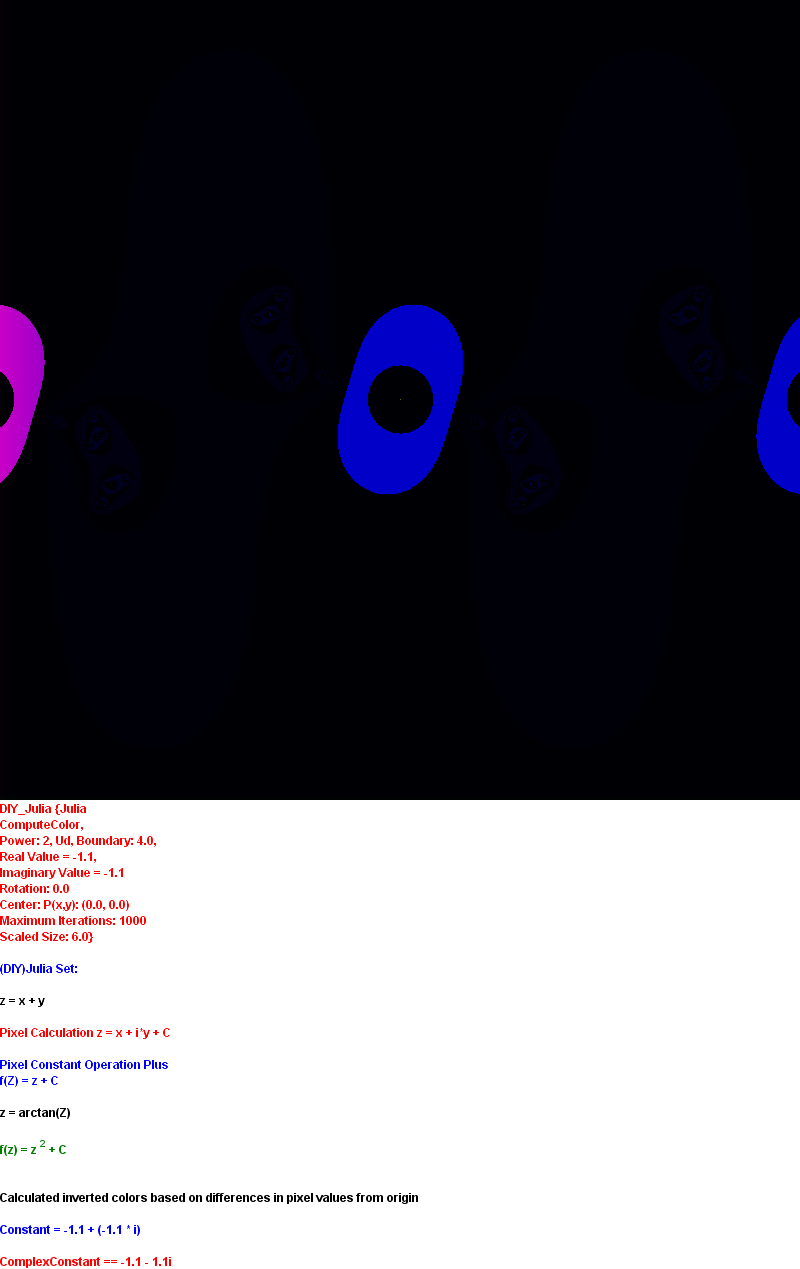 DIY_Julia {Julia
ComputeColor,
Power: 2, Ud, Boundary: 4.0,
Real Value = -1.1,
Imaginary Value = -1.1
Rotation: 0.0
Center: P(x,y): (0.0, 0.0)
Maximum Iterations: 1000
Scaled Size: 6.0}
(DIY)Julia Set:
z = x + y
Pixel Calculation z = x + i*y + C
Pixel Constant Operation Plus
f(Z) = z + C
z = arctan(Z)
f(z) = z ² + C
Calculated inverted colors based on differences in pixel values from origin
Constant = -1.1 + (-1.1 * i)
ComplexConstant == -1.1 - 1.1i